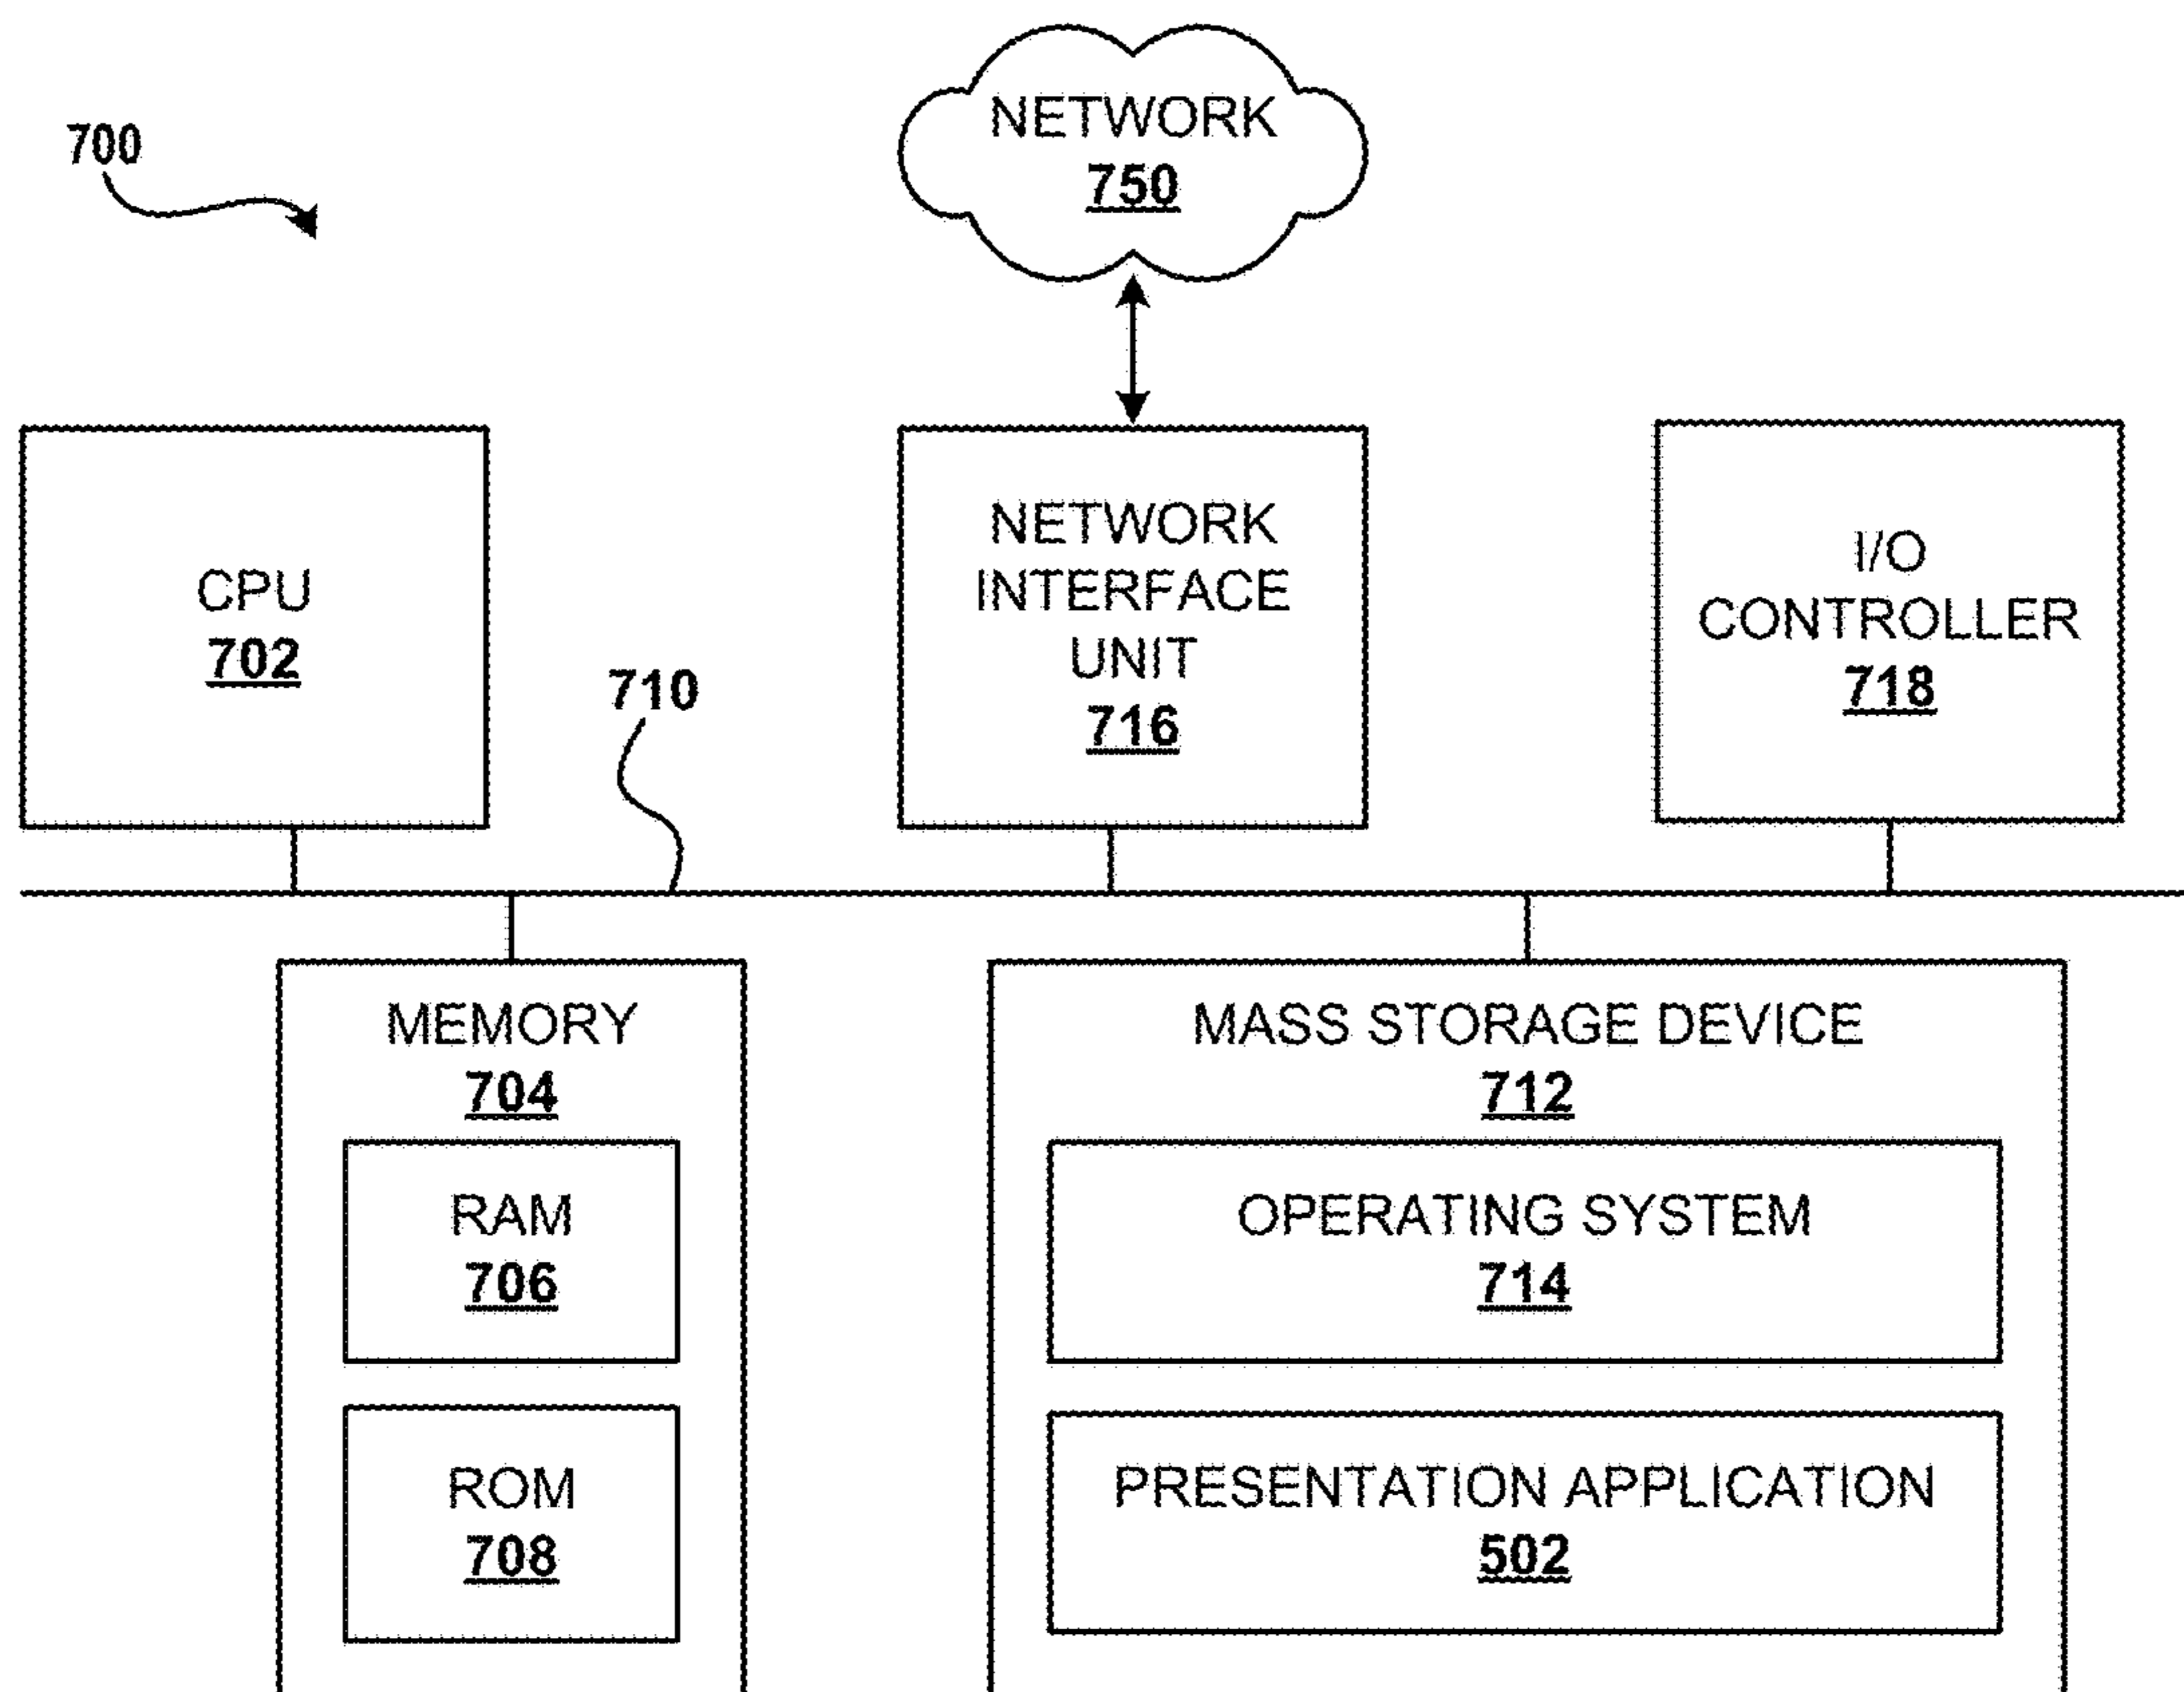 700
NETWORK
750
CPU
702
NETWORK
INTERFACE
UNIT
716
I/O
CONTROLLER
718
710
MEMORY
704
RAM
706
ROM
708
MASS STORAGE DEVICE
712
OPERATING SYSTEM
714
PRESENTATION APPLICATION
502